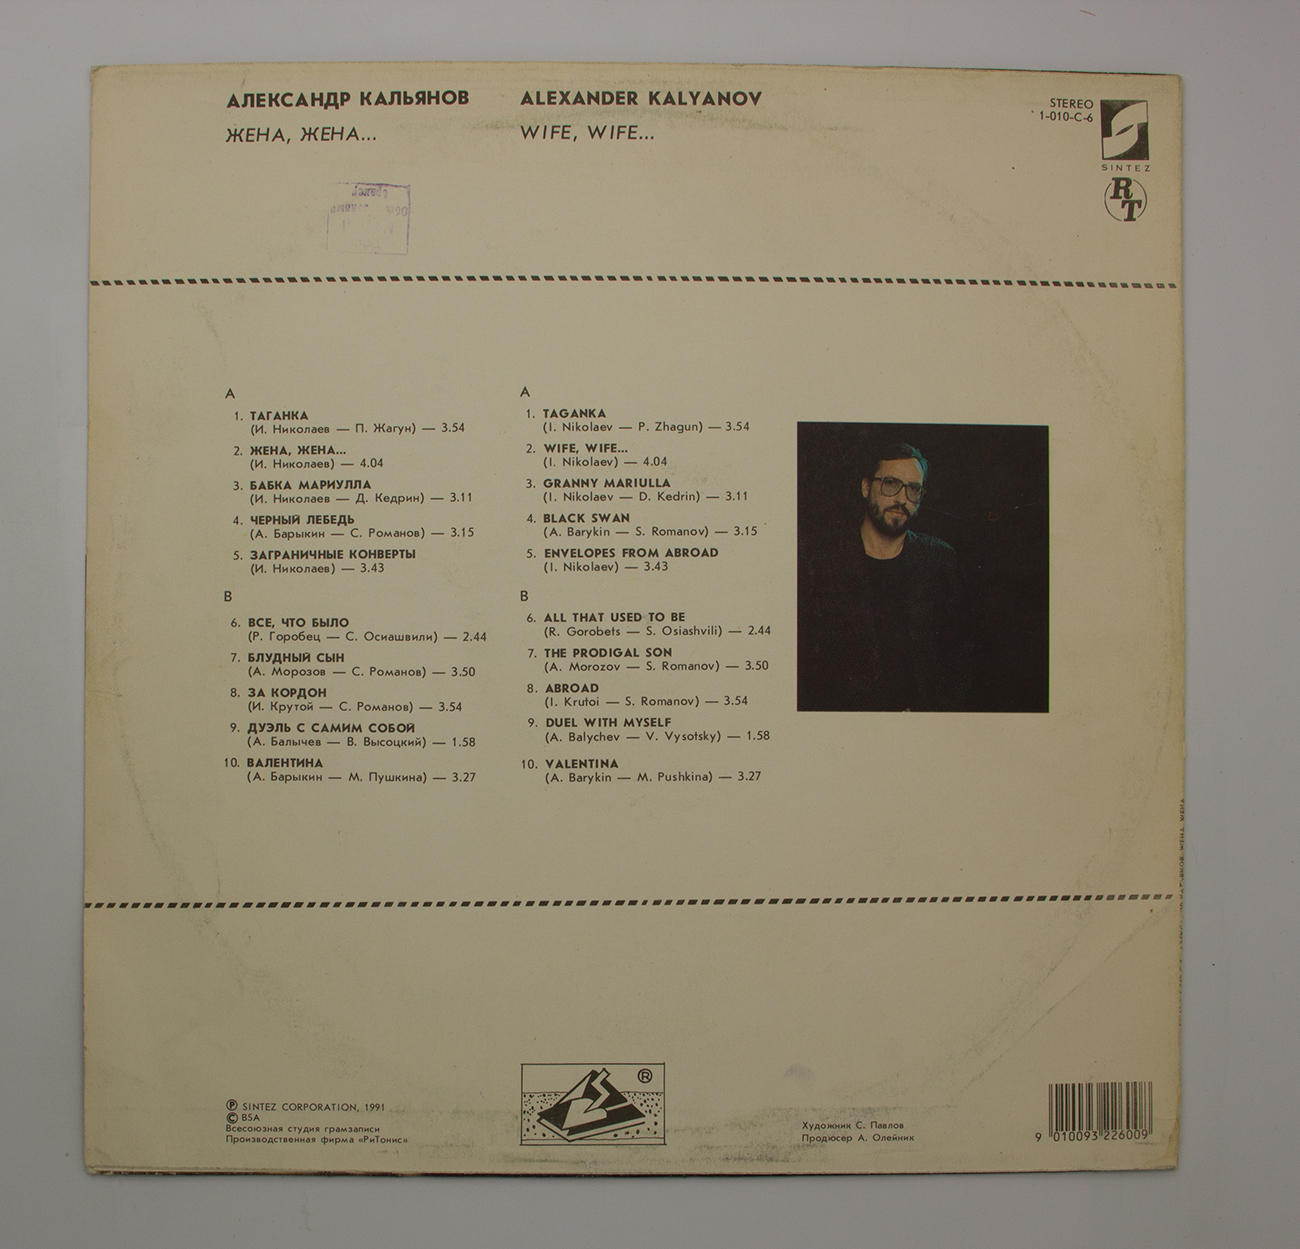 АЛЕКСАНДР КАЛЬЯНОВ
ЖЕНА, ЖЕНА...
ALEXANDER KALYANOV
WIFE, WIFE...
STEREO
1-010-C-6
SINTEZ
RT
A
1. ТАГАНКА
(И. Николаев — П. Жагун) — 3.54
2. ЖЕНА, ЖЕНА...
(И. Николаев) — 4.04
3. БАБКА МАРИУЛЛА
(И. Николаев — Д. Кедрин) — 3.11
4. ЧЕРНЫЙ ЛЕБЕДЬ
(А. Барыкин — С. Романов) — 3.15
5. ЗАГРАНИЧНЫЕ КОНВЕРТЫ
(И. Николаев) — 3.43
B
6. ВСЕ, ЧТО БЫЛО
(Р. Горобец — С. Осиашвили) — 2.44
7. БЛУДНЫЙ СЫН
(А. Морозов — С. Романов) — 3.50
8. ЗА КОРДОН
(И. Крутой — С. Романов) — 3.54
9. ДУЭЛЬ С САМИМ СОБОЙ
(А. Балычев — В. Высоцкий) — 1.58
10. ВАЛЕНТИНА
(А. Барыкин — М. Пушкина) — 3.27
A
1. TAGANKA
(I. Nikolaev — P. Zhagun) — 3.54
2. WIFE, WIFE...
(I. Nikolaev) — 4.04
3. GRANNY MARIULLA
(I. Nikolaev — D. Kedrin) — 3.11
4. BLACK SWAN
(A. Barykin — S. Romanov) — 3.15
5. ENVELOPES FROM ABROAD
(I. Nikolaev) — 3.43
B
6. ALL THAT USED TO BE
(R. Gorobets — S. Osiashvili) — 2.44
7. THE PRODIGAL SON
(A. Morozov — S. Romanov) — 3.50
8. ABROAD
(I. Krutoi — S. Romanov) — 3.54
9. DUEL WITH MYSELF
(A. Balychev — V. Vysotsky) — 1.58
10. VALENTINA
(A. Barykin — M. Pushkina) — 3.27
℗ SINTEZ CORPORATION, 1991
© BSA
Всесоюзная студия грамзаписи
Производственная фирма «РиТонис»
®
Художник С. Павлов
Продюсер А. Олейник
9 010093 226009